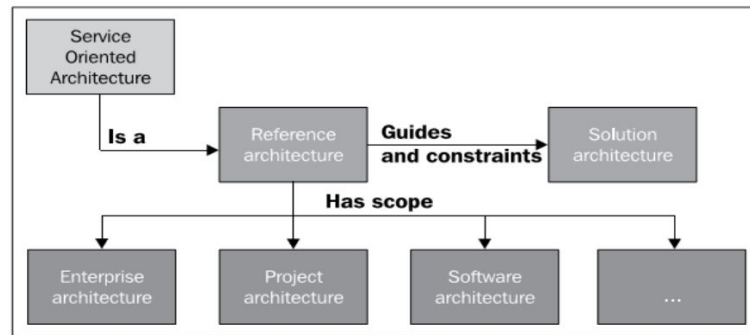 Service
Oriented
Architecture
Is a
Reference
architecture
Guides
and constraints
Solution
architecture
Has scope
Enterprise
architecture
Project
architecture
Software
architecture
...